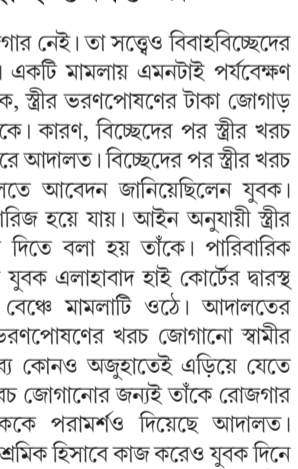 গার নেই। তা সত্ত্বেও বিবাহবিচ্ছেদের
একটি মামলায় এমনটাই পর্যবেক্ষণ
ক, স্ত্রীর ভরণপোষণের টাকা জোগাড়
কে। কারণ, বিচ্ছেদের পর স্ত্রীর খরচ
রে আদালত। বিচ্ছেদের পর স্ত্রীর খরচ
লতে আবেদন জানিয়েছিলেন যুবক।
ারিজ হয়ে যায়। আইন অনুযায়ী স্ত্রীর
দিতে বলা হয় তাঁকে। পারিবারিক
যুবক এলাহাবাদ হাই কোর্টের দ্বারস্থ
বেঞ্চে মামলাটি ওঠে। আদালতের
ভরণপোষণের খরচ জোগানো স্বামীর
ব্য কোনও অজুহাতেই এড়িয়ে যেতে
রচ জোগানোর জন্যই তাঁকে রোজগার
ককে পরামর্শও দিয়েছে আদালত।
শ্রমিক হিসাবে কাজ করেও যুবক দিনে